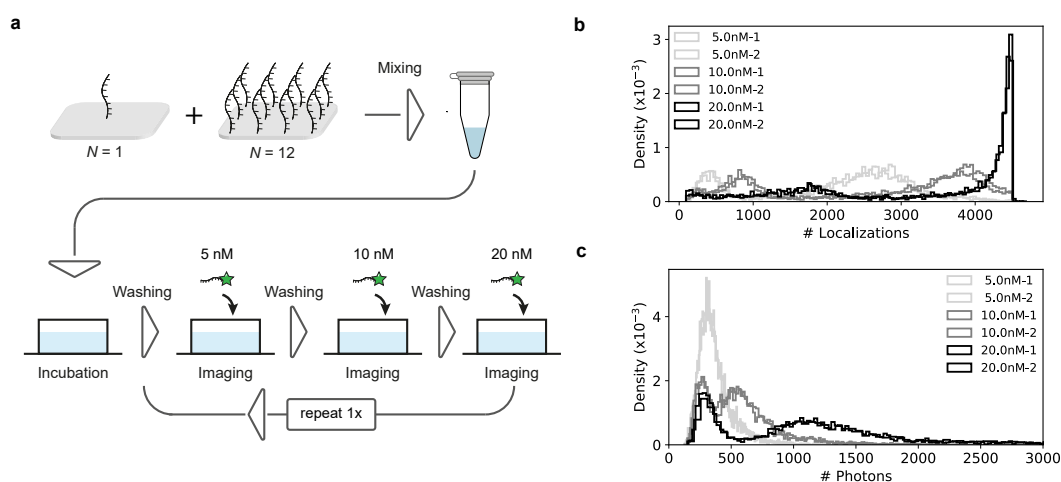 a
Mixing
+
N = 1
N = 12
5 nM
10 nM
20 nM
Washing
Washing
Washing
Incubation
Imaging
Imaging
Imaging
repeat 1x
b
Density (x10⁻³)
3
2
1
0
0 1000 2000 3000 4000
# Localizations
5.0nM-1
5.0nM-2
10.0nM-1
10.0nM-2
20.0nM-1
20.0nM-2
c
Density (x10⁻³)
4
2
0
0 500 1000 1500 2000 2500 3000
# Photons
5.0nM-1
5.0nM-2
10.0nM-1
10.0nM-2
20.0nM-1
20.0nM-2